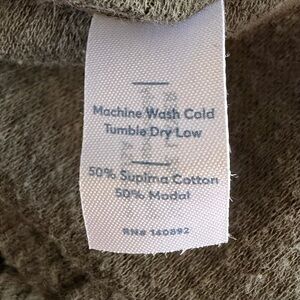 Machine Wash Cold
Tumble Dry Low
50% Supima Cotton
50% Modal
RN# 140892